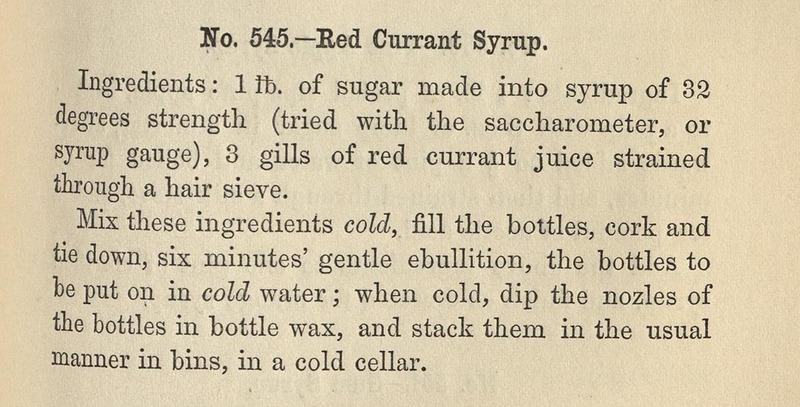 No. 545.—Red Currant Syrup.
Ingredients: 1 lb. of sugar made into syrup of 32
degrees strength (tried with the saccharometer, or
syrup gauge), 3 gills of red currant juice strained
through a hair sieve.
Mix these ingredients cold, fill the bottles, cork and
tie down, six minutes' gentle ebullition, the bottles to
be put on in cold water; when cold, dip the nozles of
the bottles in bottle wax, and stack them in the usual
manner in bins, in a cold cellar.